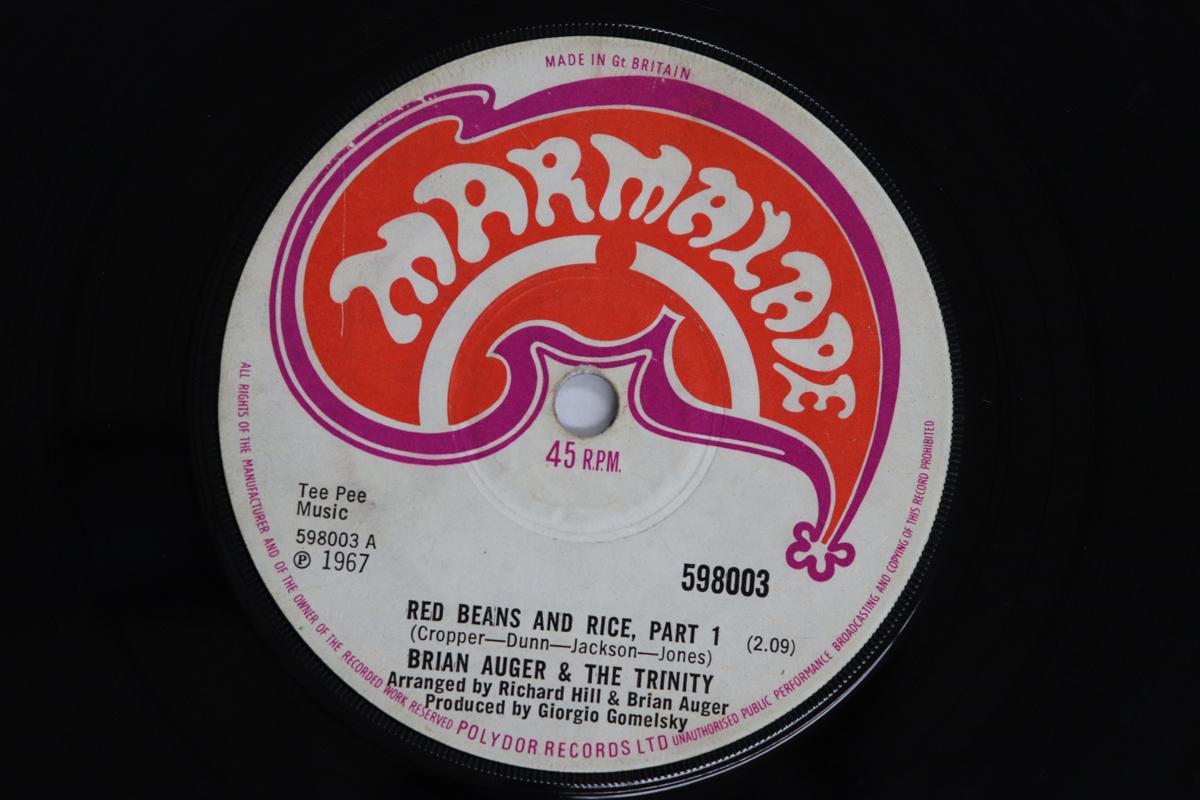 MADE IN Gt. BRITAIN
MARMALADE
45 R.P.M.
Tee Pee
Music
598003 A
℗ 1967
598003
RED BEANS AND RICE, PART 1 (2.09)
(Cropper—Dunn—Jackson—Jones)
BRIAN AUGER & THE TRINITY
Arranged by Richard Hill & Brian Auger
Produced by Giorgio Gomelsky
ALL RIGHTS OF THE MANUFACTURER AND OF THE OWNER OF THE RECORDED WORK RESERVED POLYDOR RECORDS LTD UNAUTHORISED PUBLIC PERFORMANCE BROADCASTING AND COPYING OF THIS RECORD PROHIBITED